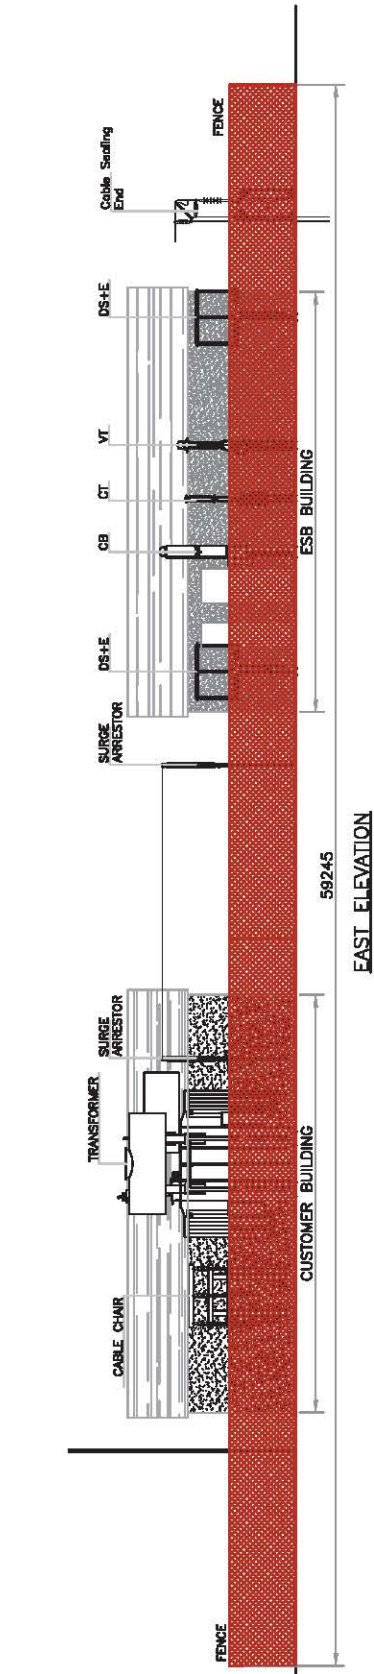 FENCE
CABLE CHAIR
TRANSFORMER
SURGE
ARRESTOR
SURGE
ARRESTOR
DS+E
CB
CT
VT
DS+E
Cable Sealing
End
FENCE
CUSTOMER BUILDING
ESB BUILDING
59245
EAST ELEVATION